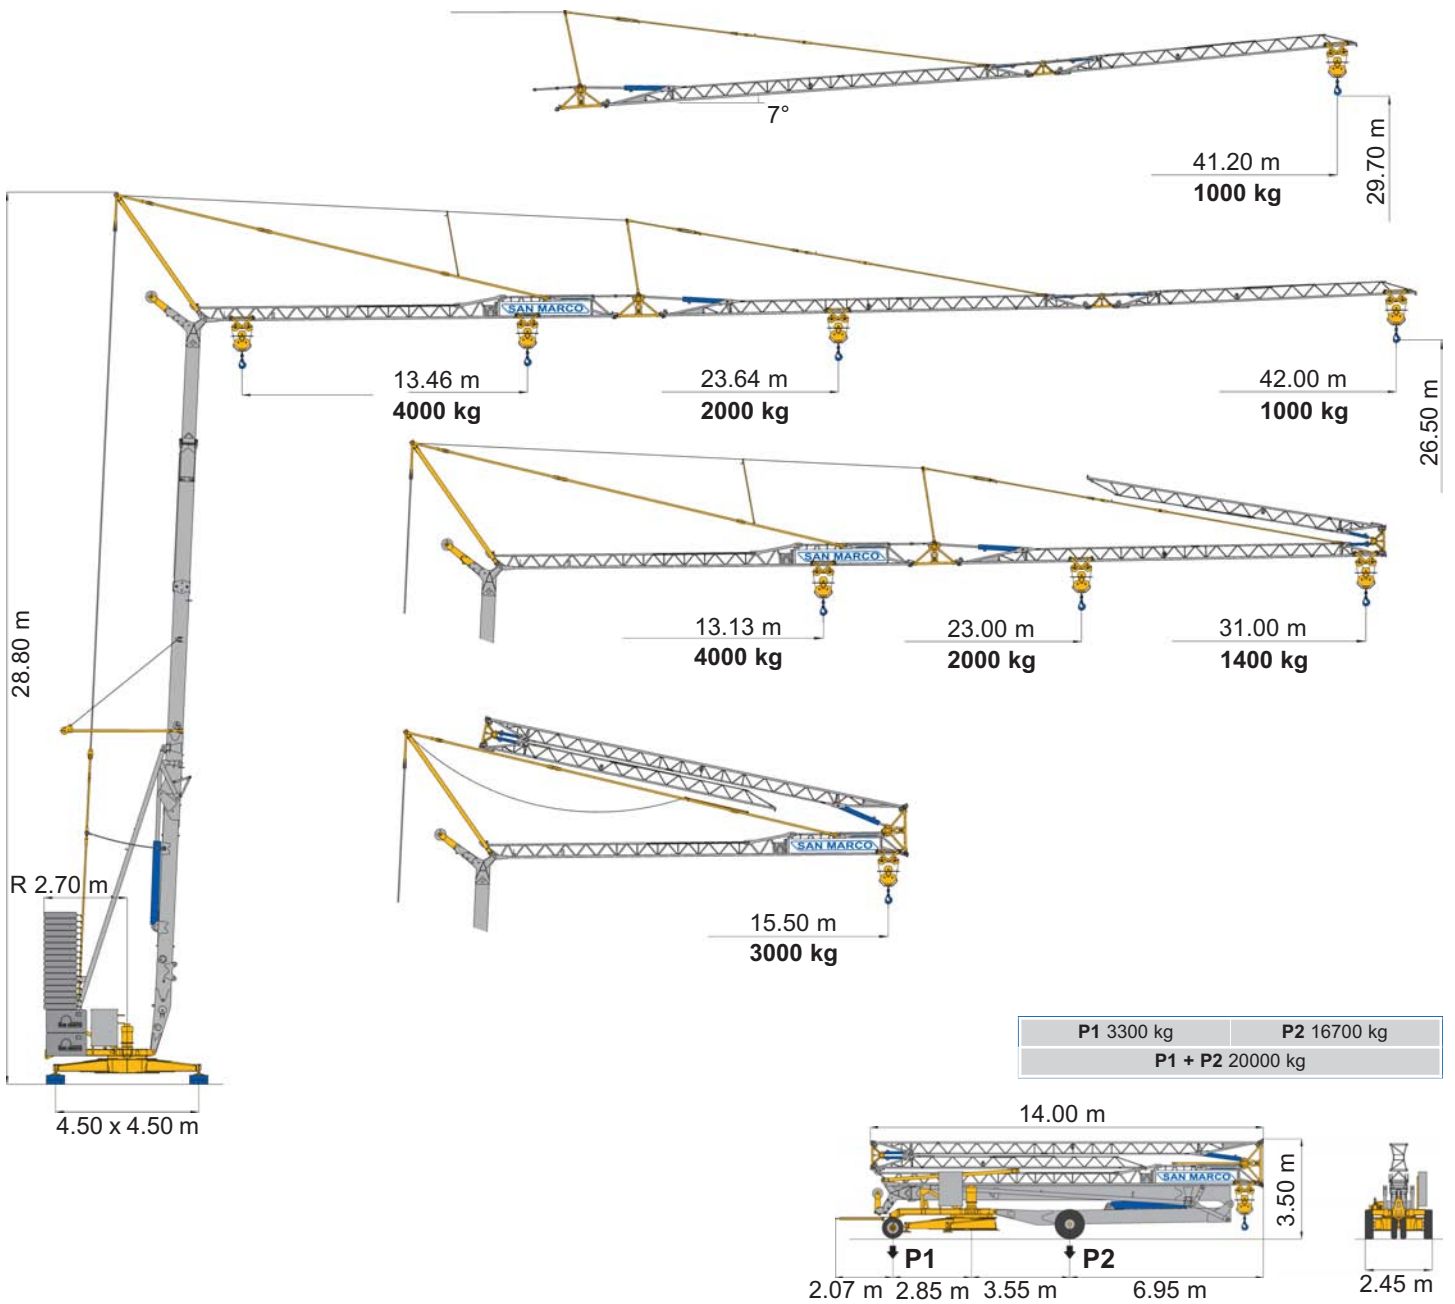 7°
41.20 m
1000 kg
29.70 m
SAN MARCO
13.46 m
4000 kg
23.64 m
2000 kg
42.00 m
1000 kg
26.50 m
28.80 m
SAN MARCO
13.13 m
4000 kg
23.00 m
2000 kg
31.00 m
1400 kg
SAN MARCO
15.50 m
3000 kg
R 2.70 m
4.50 x 4.50 m
P1 3300 kg
P2 16700 kg
P1 + P2 20000 kg
14.00 m
SAN MARCO
3.50 m
P1
P2
2.07 m
2.85 m
3.55 m
6.95 m
2.45 m